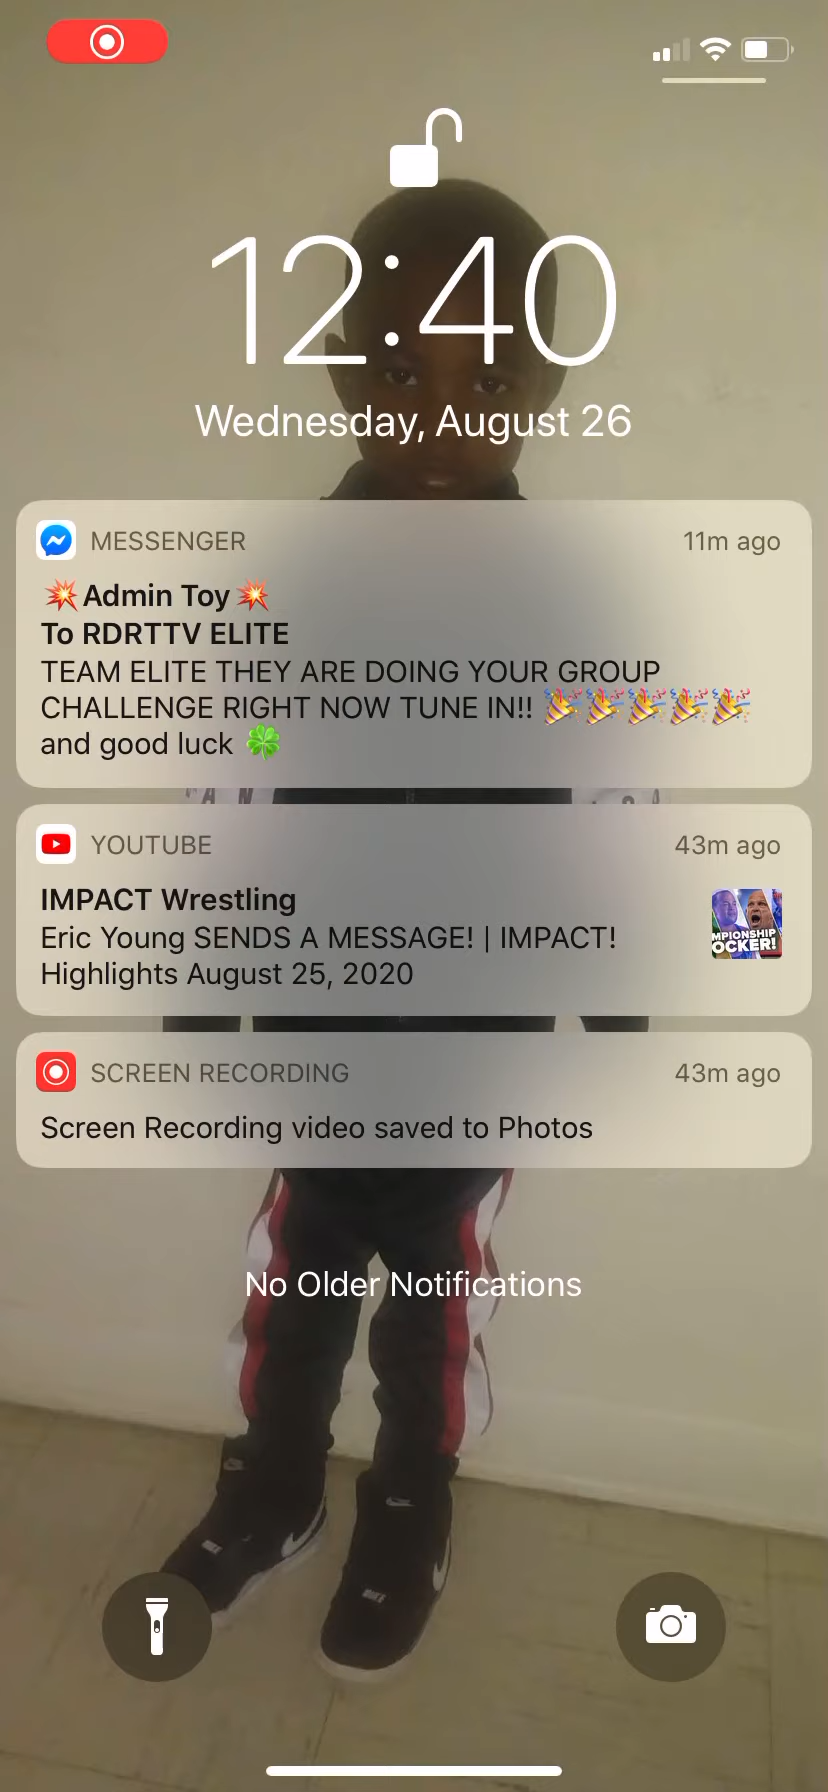 12:40
Wednesday, August 26
MESSENGER 11m ago
💥Admin Toy💥
To RDRTTV ELITE
TEAM ELITE THEY ARE DOING YOUR GROUP
CHALLENGE RIGHT NOW TUNE IN!! 🎉🎉🎉🎉🎉
and good luck 🍀
YOUTUBE 43m ago
IMPACT Wrestling
Eric Young SENDS A MESSAGE! | IMPACT!
Highlights August 25, 2020
MPIONSHIP
OCKER!
SCREEN RECORDING 43m ago
Screen Recording video saved to Photos
No Older Notifications